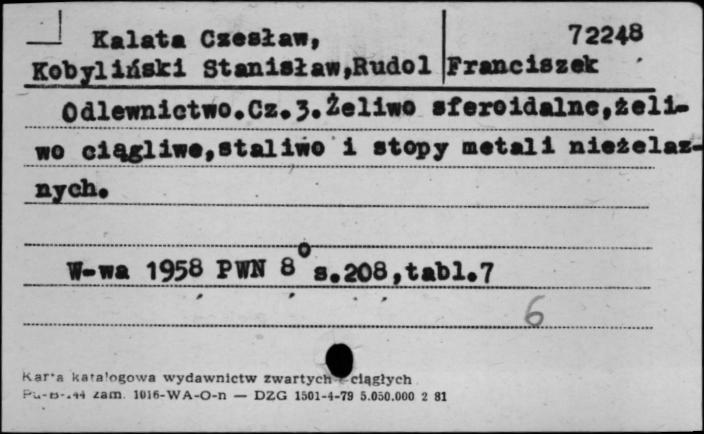 Kalata Czesław, 72248
Kobyliński Stanisław,Rudol Franciszek
Odlewnictwo.Cz.3.Żeliwo sferoidalne,żeli-
wo ciągliwe,staliwo i stopy metali nieżelaz-
nych.
W-wa 1958 PWN 8° s.208,tabl.7
6
Karta katalogowa wydawnictw zwartych ciągłych
zam. 1016-WA-O-n — DZG 1501-4-79 5.050.000 2 81